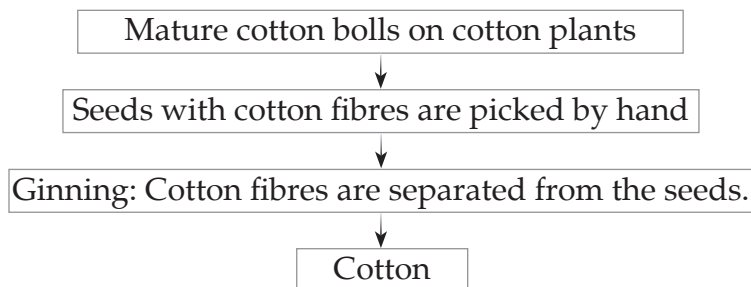 Mature cotton bolls on cotton plants
Seeds with cotton fibres are picked by hand
Ginning: Cotton fibres are separated from the seeds.
Cotton